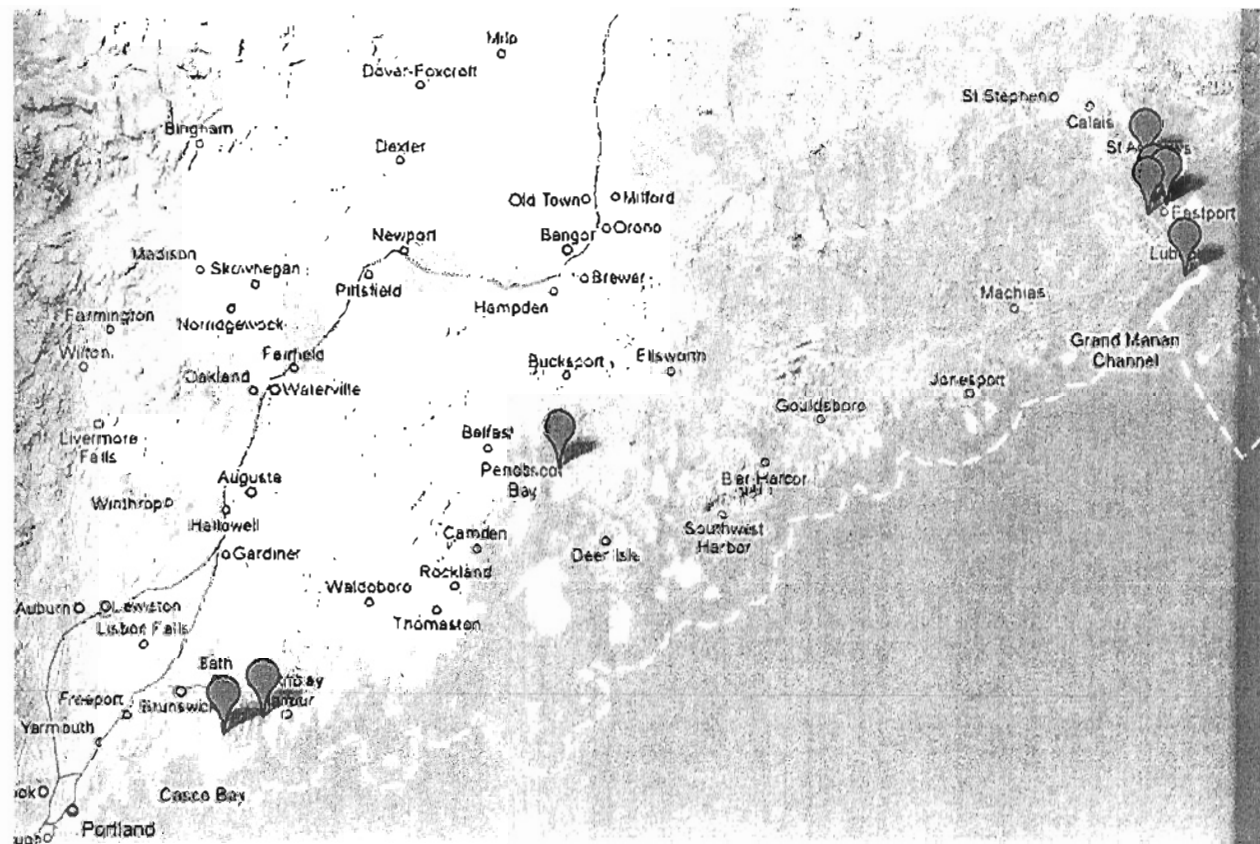 Milo
Dover-Foxcroft
St Stephen
Calais
Bingham
Dexter
Old Town
Milford
Eastport
Newport
Bangor
Orono
Madison
Skowhegan
Pittsfield
Brewer
Hampden
Machias
Farmington
Norridgewock
Grand Manan
Channel
Wilton
Fairfield
Bucksport
Ellsworth
Oakland
Waterville
Jonesport
Gouldsboro
Livermore
Falls
Belfast
Penobscot
Bay
Augusta
Bar Harbor
Winthrop
Hallowell
Southwest
Harbor
Camden
Gardiner
Deer Isle
Rockland
Waldoboro
Auburn
Lewiston
Thomaston
Lisbon Falls
Bath
Freeport
Brunswick
Yarmouth
Casco Bay
Portland